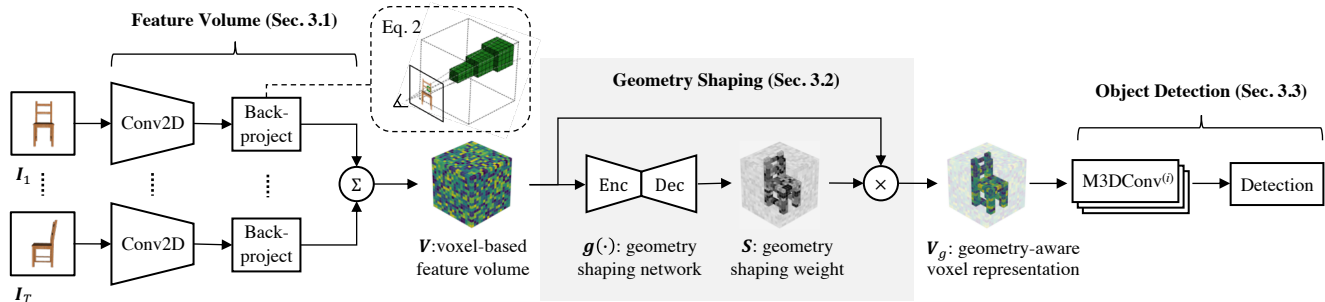 Feature Volume (Sec. 3.1)
Eq. 2
Geometry Shaping (Sec. 3.2)
Object Detection (Sec. 3.3)
I₁
Conv2D
Back-
project
Σ
Enc
Dec
×
M3DConv⁽ⁱ⁾
Detection
I_T
Conv2D
Back-
project
V:voxel-based
feature volume
g(·): geometry
shaping network
S: geometry
shaping weight
V_g: geometry-aware
voxel representation